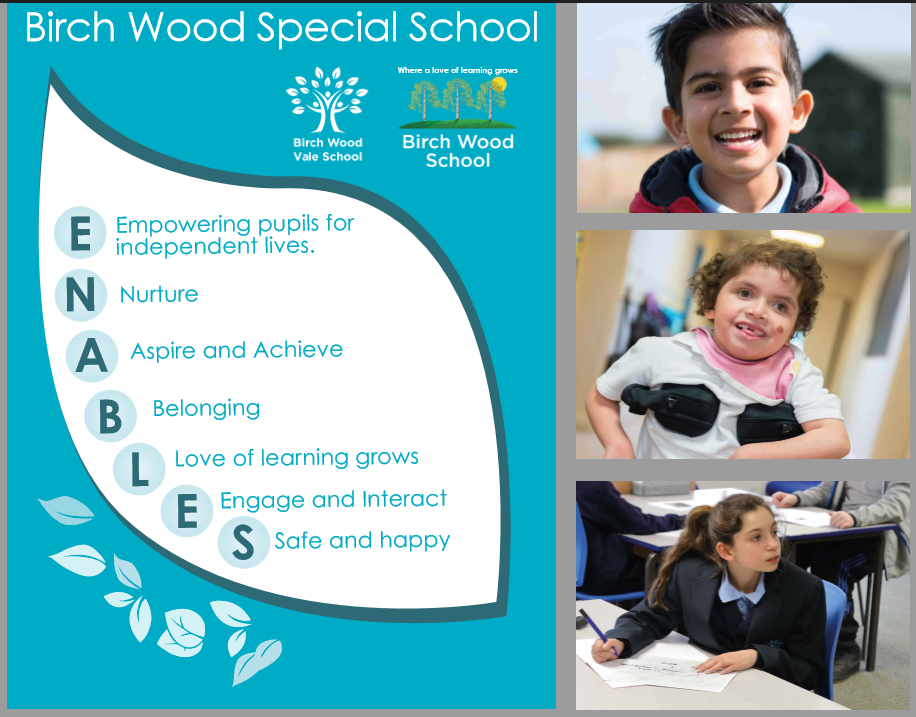 Birch Wood Special School
Birch Wood
Vale School
Where a love of learning grows
Birch Wood
School
E Empowering pupils for
independent lives.
N Nurture
A Aspire and Achieve
B Belonging
L Love of learning grows
E Engage and Interact
S Safe and happy